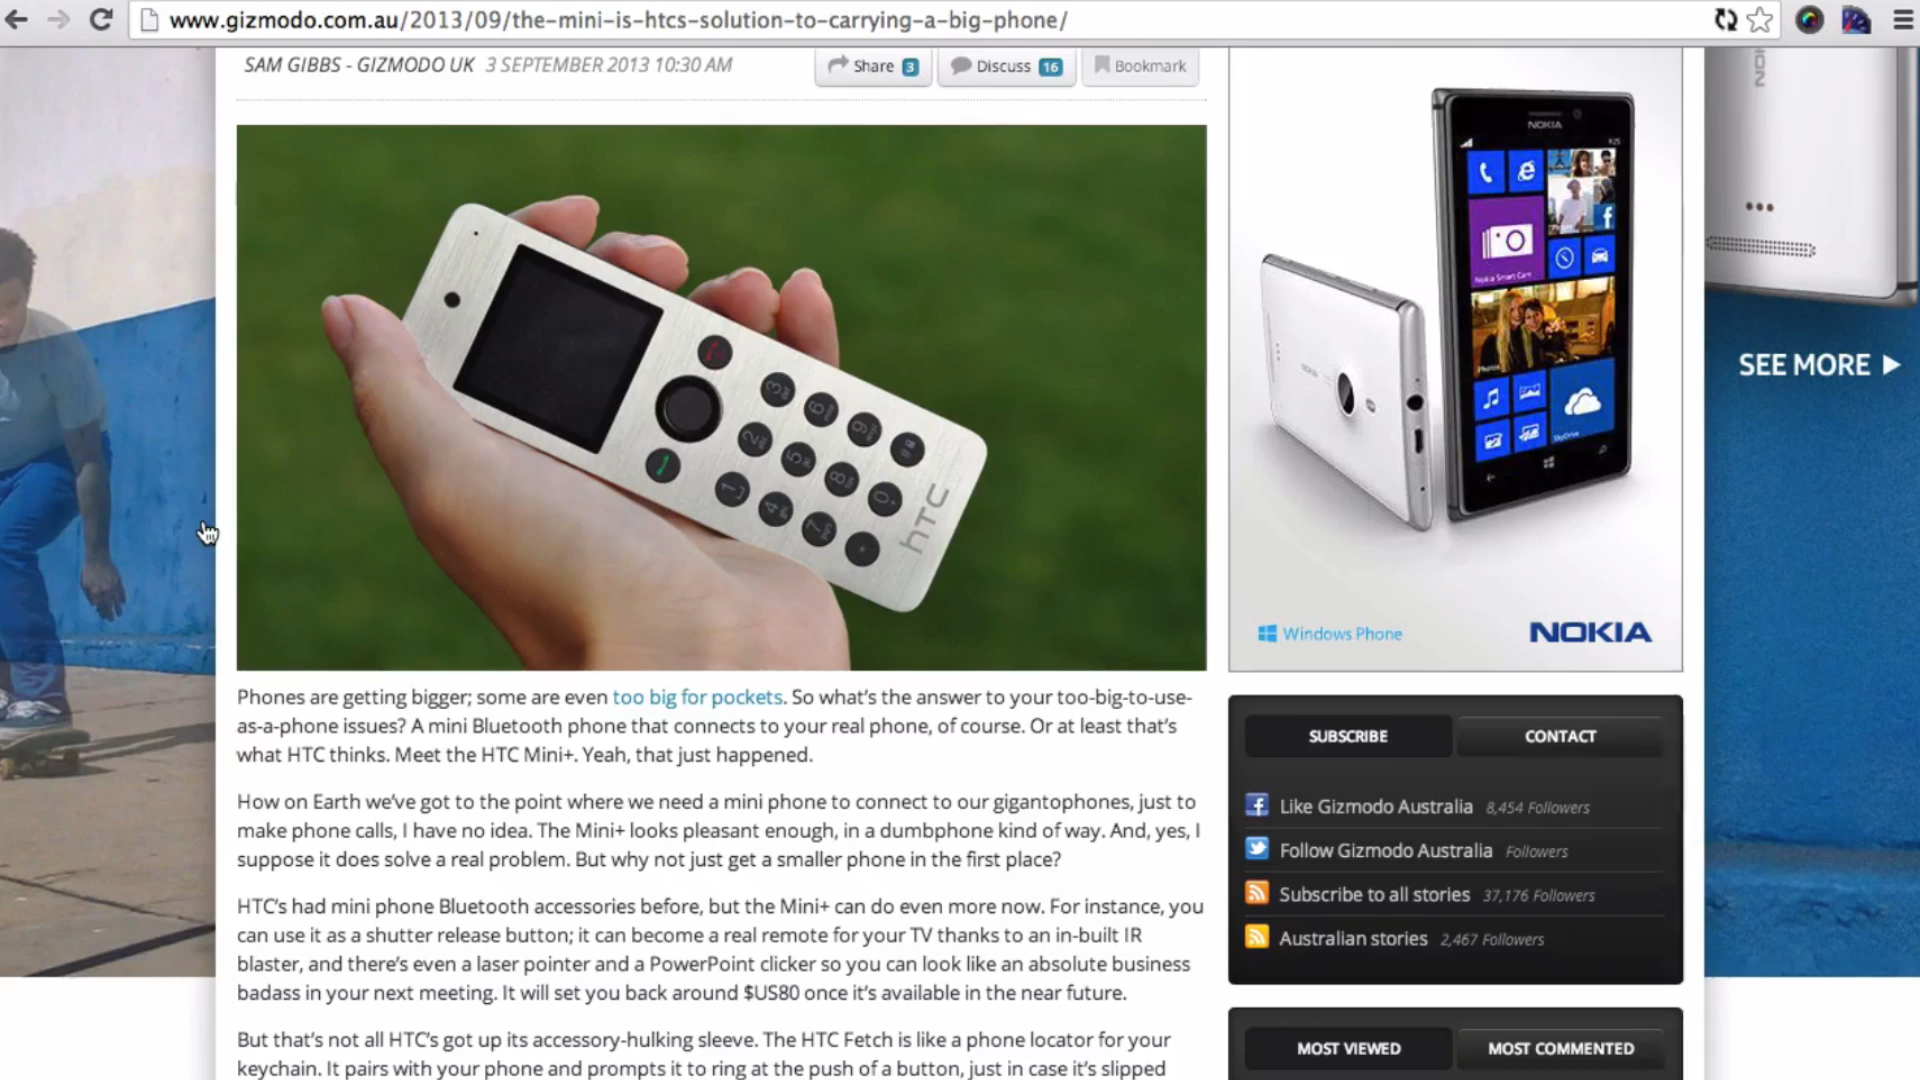 www.gizmodo.com.au/2013/09/the-mini-is-htcs-solution-to-carrying-a-big-phone/
SAM GIBBS - GIZMODO UK 3 SEPTEMBER 2013 10:30 AM
Share 3
Discuss 16
Bookmark
NOKIA
SEE MORE
hTC
Windows Phone
NOKIA
Phones are getting bigger; some are even too big for pockets. So what's the answer to your too-big-to-use-
as-a-phone issues? A mini Bluetooth phone that connects to your real phone, of course. Or at least that's
what HTC thinks. Meet the HTC Mini+. Yeah, that just happened.
How on Earth we've got to the point where we need a mini phone to connect to our gigantophones, just to
make phone calls, I have no idea. The Mini+ looks pleasant enough, in a dumbphone kind of way. And, yes, I
suppose it does solve a real problem. But why not just get a smaller phone in the first place?
HTC's had mini phone Bluetooth accessories before, but the Mini+ can do even more now. For instance, you
can use it as a shutter release button; it can become a real remote for your TV thanks to an in-built IR
blaster, and there's even a laser pointer and a PowerPoint clicker so you can look like an absolute business
badass in your next meeting. It will set you back around $US80 once it's available in the near future.
But that's not all HTC's got up its accessory-hulking sleeve. The HTC Fetch is like a phone locator for your
keychain. It pairs with your phone and prompts it to ring at the push of a button, just in case it's slipped
SUBSCRIBE
CONTACT
Like Gizmodo Australia 8,454 Followers
Follow Gizmodo Australia Followers
Subscribe to all stories 37,176 Followers
Australian stories 2,467 Followers
MOST VIEWED
MOST COMMENTED